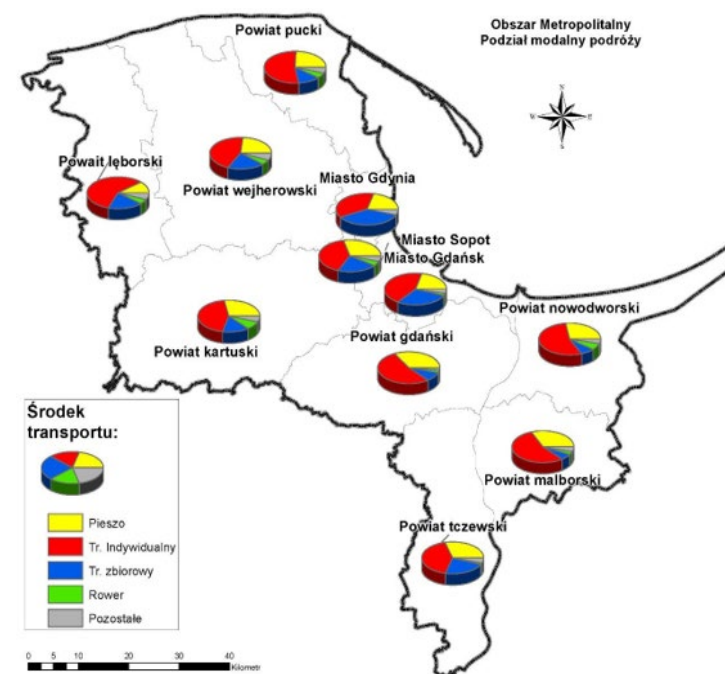 Obszar Metropolitalny
Podział modalny podróży
N
W
E
S
Powiat pucki
Powait lęborski
Powiat wejherowski
Miasto Gdynia
Miasto Sopot
Miasto Gdańsk
Powiat nowodworski
Powiat kartuski
Powiat gdański
Powiat malborski
Powiat tczewski
Środek
transportu:
Pieszo
Tr. Indywidualny
Tr. zbiorowy
Rower
Pozostałe
0 5 10 20 30 40
Kilometr